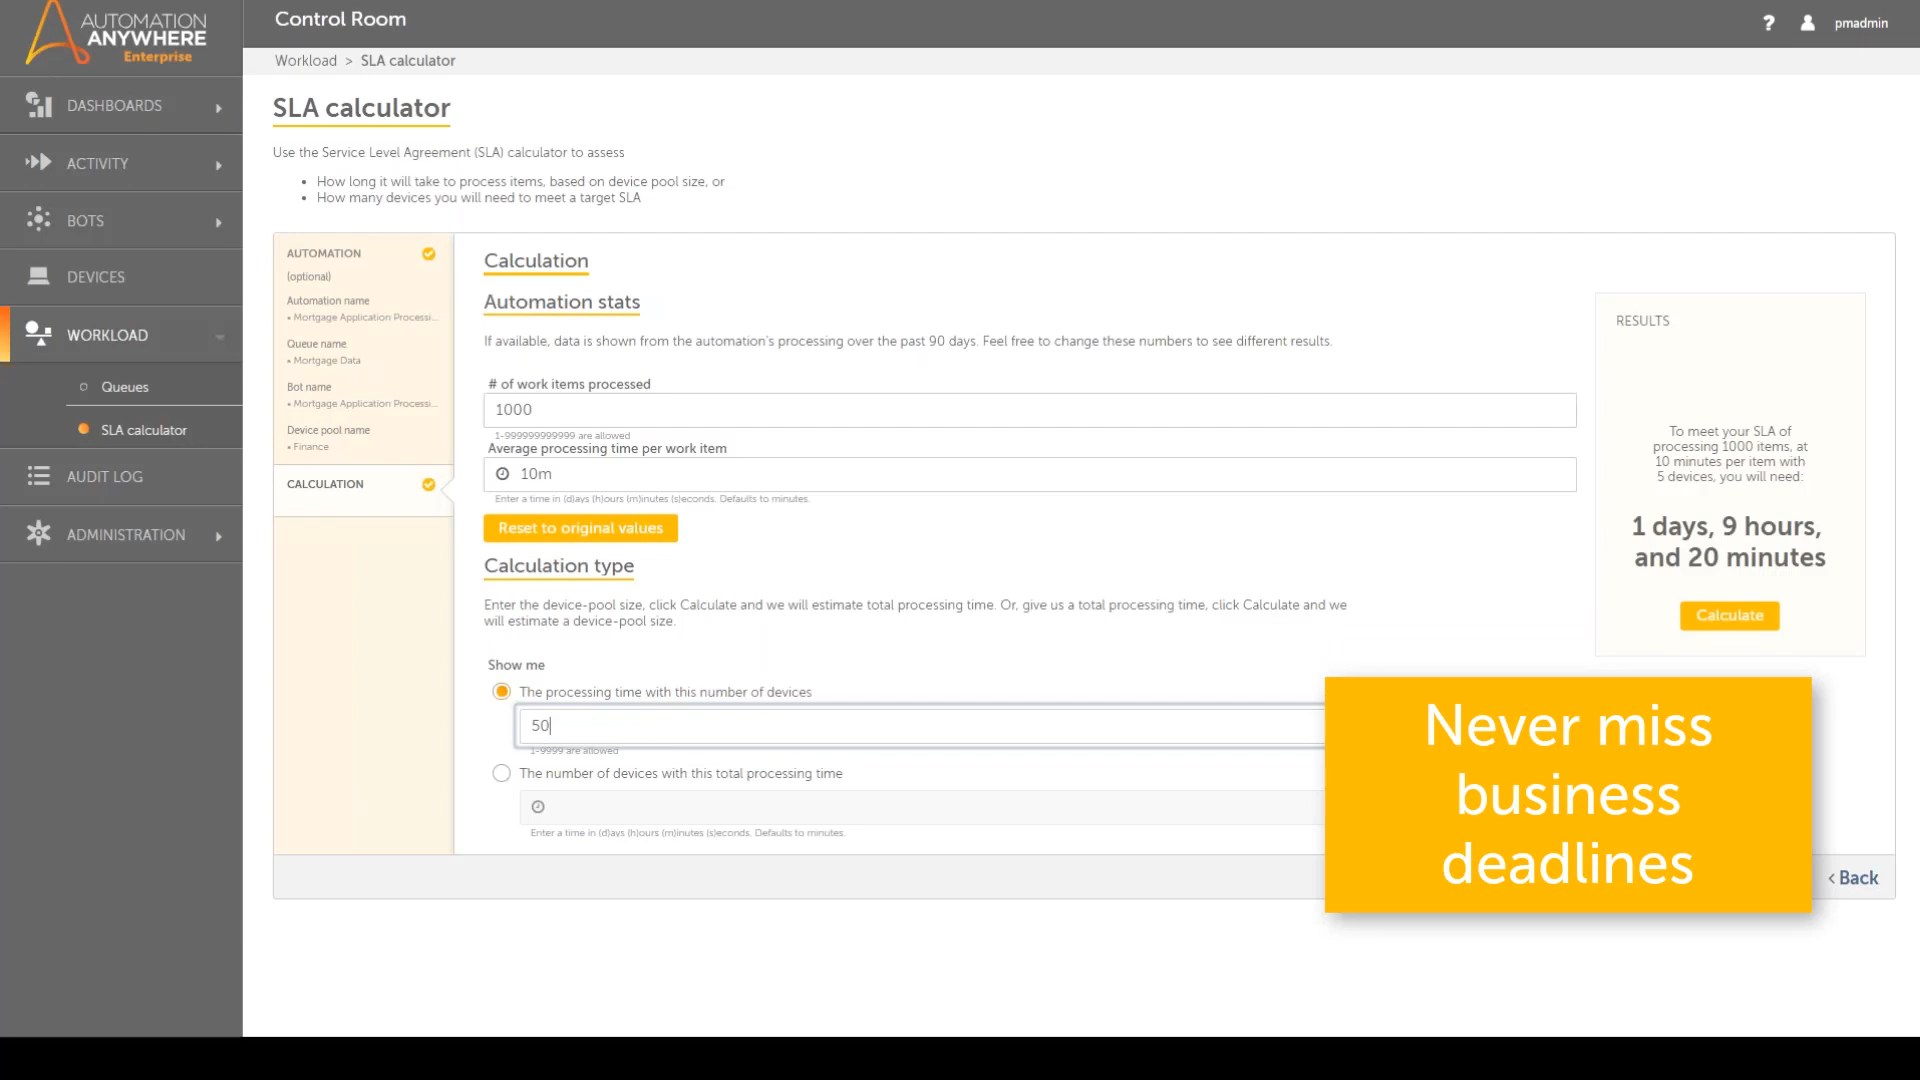 AUTOMATION
ANYWHERE
Enterprise
Control Room
? pmadmin
Workload > SLA calculator
DASHBOARDS
ACTIVITY
BOTS
DEVICES
WORKLOAD
Queues
SLA calculator
AUDIT LOG
ADMINISTRATION
SLA calculator
Use the Service Level Agreement (SLA) calculator to assess
• How long it will take to process items, based on device pool size, or
• How many devices you will need to meet a target SLA
AUTOMATION
(optional)
Automation name
• Mortgage Application Processi...
Queue name
• Mortgage Data
Bot name
• Mortgage Application Processi...
Device pool name
• Finance
CALCULATION
Calculation
Automation stats
If available, data is shown from the automation's processing over the past 90 days. Feel free to change these numbers to see different results.
# of work items processed
1000
1-999999999999 are allowed
Average processing time per work item
10m
Enter a time in (d)ays (h)ours (m)inutes (s)econds. Defaults to minutes.
Reset to original values
Calculation type
Enter the device-pool size, click Calculate and we will estimate total processing time. Or, give us a total processing time, click Calculate and we
will estimate a device-pool size.
Show me
The processing time with this number of devices
50
1-9999 are allowed
The number of devices with this total processing time
Enter a time in (d)ays (h)ours (m)inutes (s)econds. Defaults to minutes.
RESULTS
To meet your SLA of
processing 1000 items, at
10 minutes per item with
5 devices, you will need:
1 days, 9 hours,
and 20 minutes
Calculate
Never miss
business
deadlines
< Back